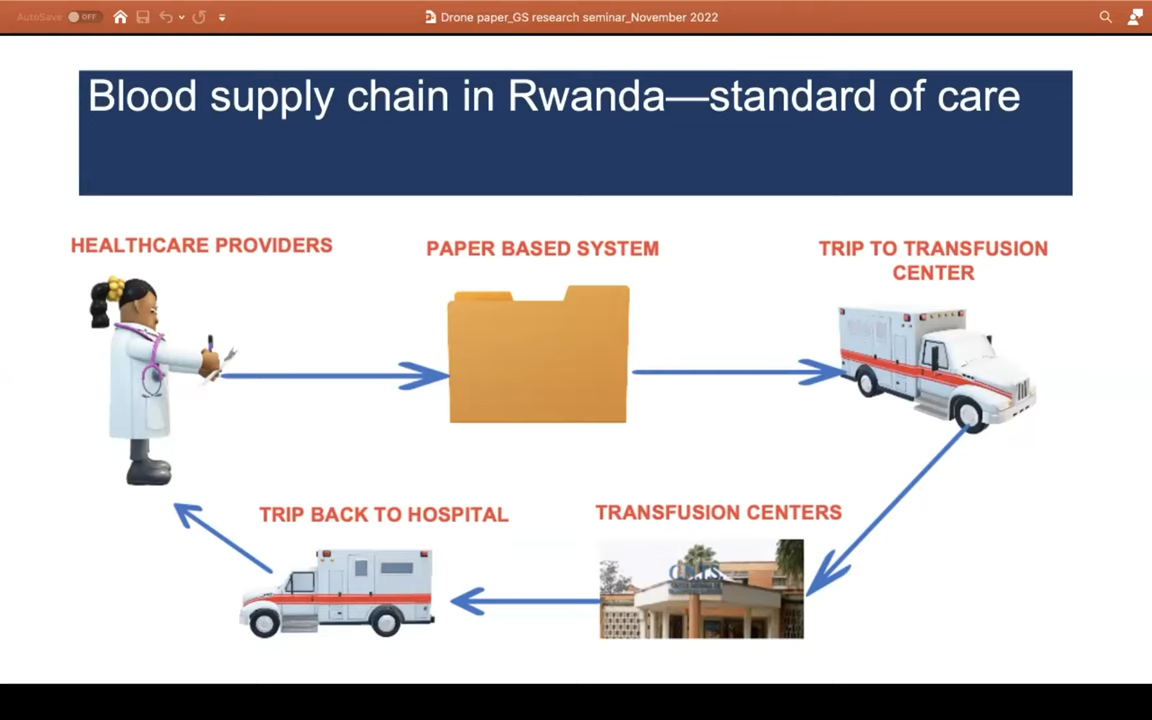 AutoSave OFF
Drone paper_GS research seminar_November 2022
Blood supply chain in Rwanda—standard of care
HEALTHCARE PROVIDERS
PAPER BASED SYSTEM
TRIP TO TRANSFUSION
CENTER
TRIP BACK TO HOSPITAL
TRANSFUSION CENTERS